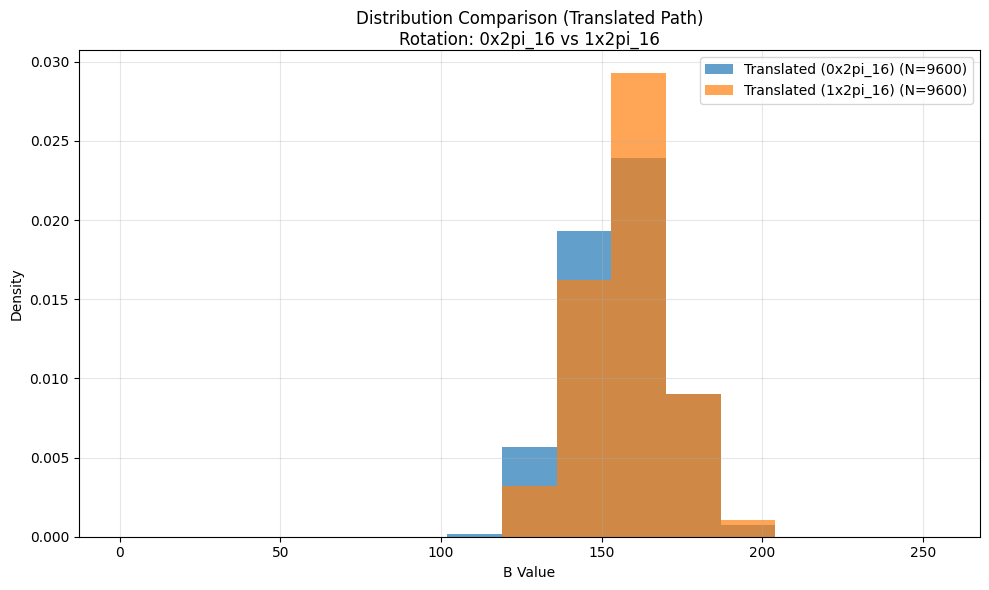 Distribution Comparison (Translated Path)
Rotation: 0x2pi_16 vs 1x2pi_16
Translated (0x2pi_16) (N=9600)
Translated (1x2pi_16) (N=9600)
Density
0.030
0.025
0.020
0.015
0.010
0.005
0.000
0 50 100 150 200 250
B Value